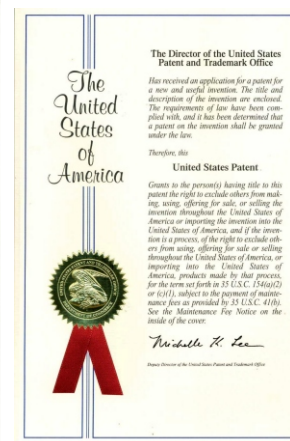 The
United
States
of
America
The Director of the United States
Patent and Trademark Office
Has received an application for a patent for
a new and useful invention. The title and
description of the invention are enclosed.
The requirements of law have been com-
plied with, and it has been determined that
a patent on the invention shall be granted
under the law.
Therefore, this
United States Patent
Grants to the person(s) having title to this
patent the right to exclude others from mak-
ing, using, offering for sale, or selling the
invention throughout the United States of
America or importing the invention into the
United States of America, and if the inven-
tion is a process, of the right to exclude oth-
ers from using, offering for sale or selling
throughout the United States of America, or
importing into the United States of
America, products made by that process,
for the term set forth in 35 U.S.C. 154(a)(2)
or (c)(1), subject to the payment of mainte-
nance fees as provided by 35 U.S.C. 41(b).
See the Maintenance Fee Notice on the
inside of the cover.
Michelle K. Lee
Deputy Director of the United States Patent and Trademark Office